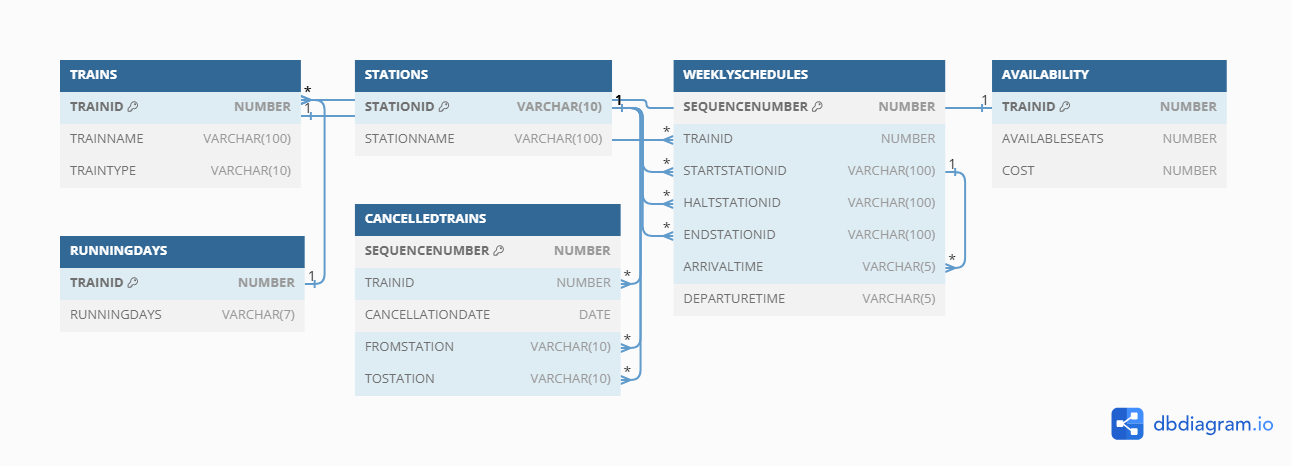 TRAINS
TRAINID NUMBER
TRAINNAME VARCHAR(100)
TRAINTYPE VARCHAR(10)
* 1
STATIONS
STATIONID VARCHAR(10)
STATIONNAME VARCHAR(100)
1
WEEKLYSCHEDULES
SEQUENCENUMBER NUMBER
* TRAINID NUMBER
* STARTSTATIONID VARCHAR(100) 1
* HALTSTATIONID VARCHAR(100)
* ENDSTATIONID VARCHAR(100)
ARRIVALTIME VARCHAR(5) *
DEPARTURETIME VARCHAR(5)
AVAILABILITY
1 TRAINID NUMBER
AVAILABLESEATS NUMBER
COST NUMBER
RUNNINGDAYS
TRAINID NUMBER 1
RUNNINGDAYS VARCHAR(7)
CANCELLEDTRAINS
SEQUENCENUMBER NUMBER
TRAINID NUMBER *
CANCELLATIONDATE DATE
FROMSTATION VARCHAR(10) *
TOSTATION VARCHAR(10) *
dbdiagram.io